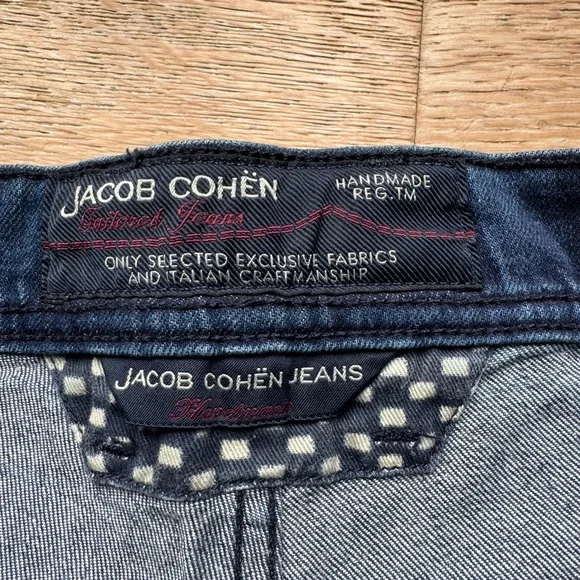 JACOB COHËN
HANDMADE
REG.TM
Tailored Jeans
ONLY SELECTED EXCLUSIVE FABRICS
AND ITALIAN CRAFTMANSHIP
JACOB COHËN JEANS
Handmade